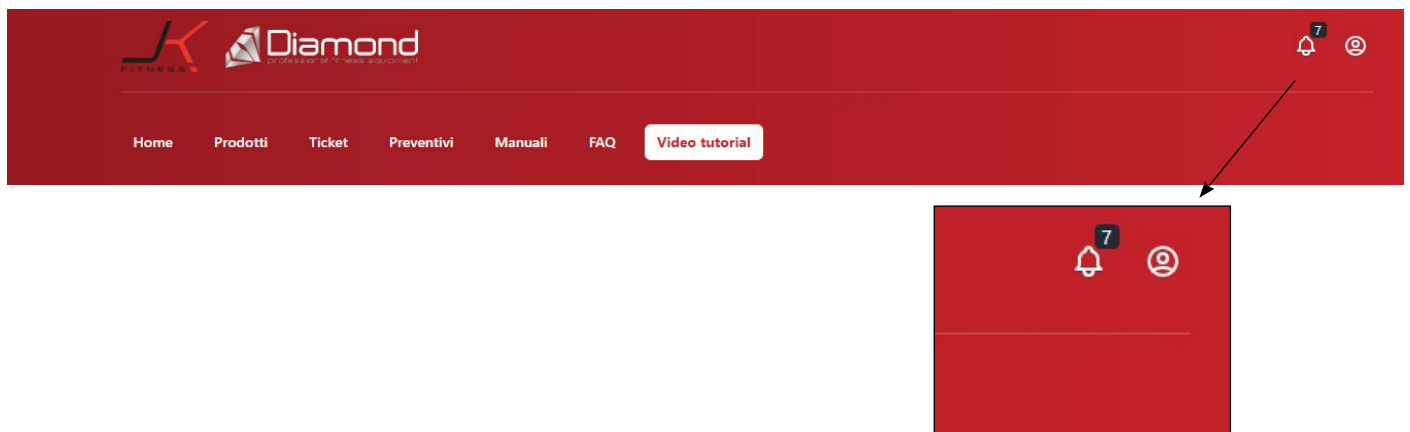 JK
FITNESS
Diamond
professional fitness equipment
7
Home Prodotti Ticket Preventivi Manuali FAQ Video tutorial
7